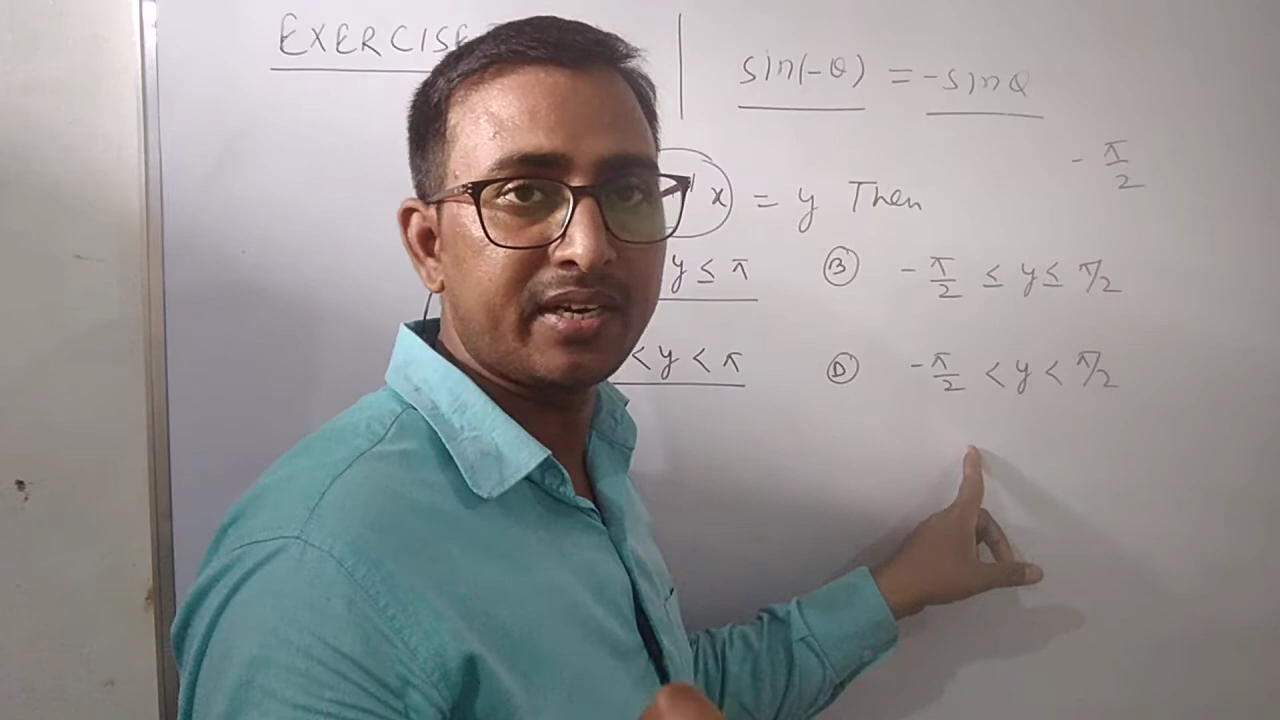 EXERCISE
sin(-θ) = -sinθ
-π/2
x = y Then
y ≤ π (B) -π/2 ≤ y ≤ π/2
< y < π (D) -π/2 < y < π/2